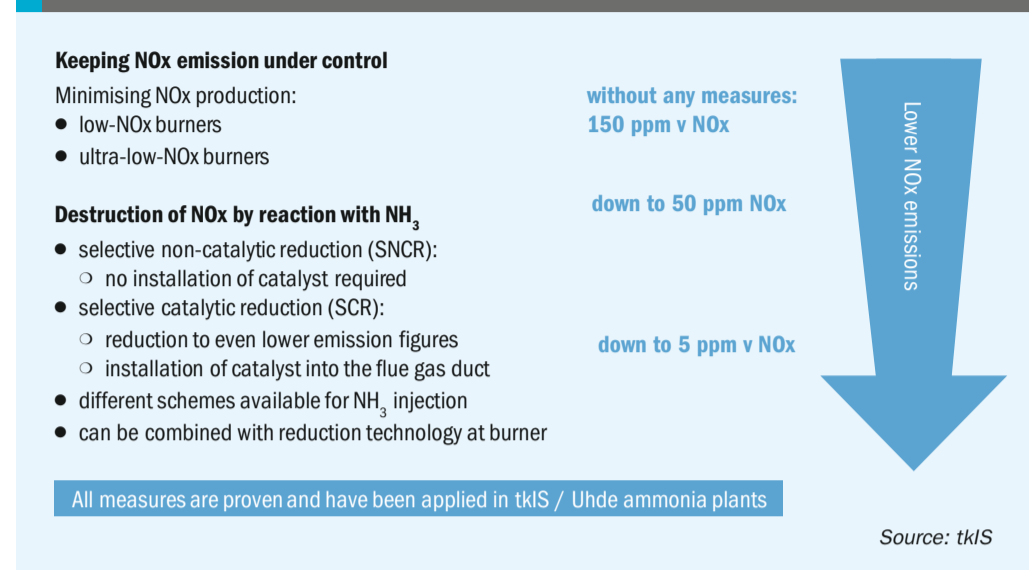 Keeping NOx emission under control
Minimising NOx production:
● low-NOx burners
● ultra-low-NOx burners
without any measures:
150 ppm v NOx
down to 50 ppm NOx
Destruction of NOx by reaction with NH₃
● selective non-catalytic reduction (SNCR):
❍ no installation of catalyst required
● selective catalytic reduction (SCR):
❍ reduction to even lower emission figures
❍ installation of catalyst into the flue gas duct
● different schemes available for NH₃ injection
● can be combined with reduction technology at burner
down to 5 ppm v NOx
Lower NOx emissions
All measures are proven and have been applied in tkIS / Uhde ammonia plants
Source: tkIS